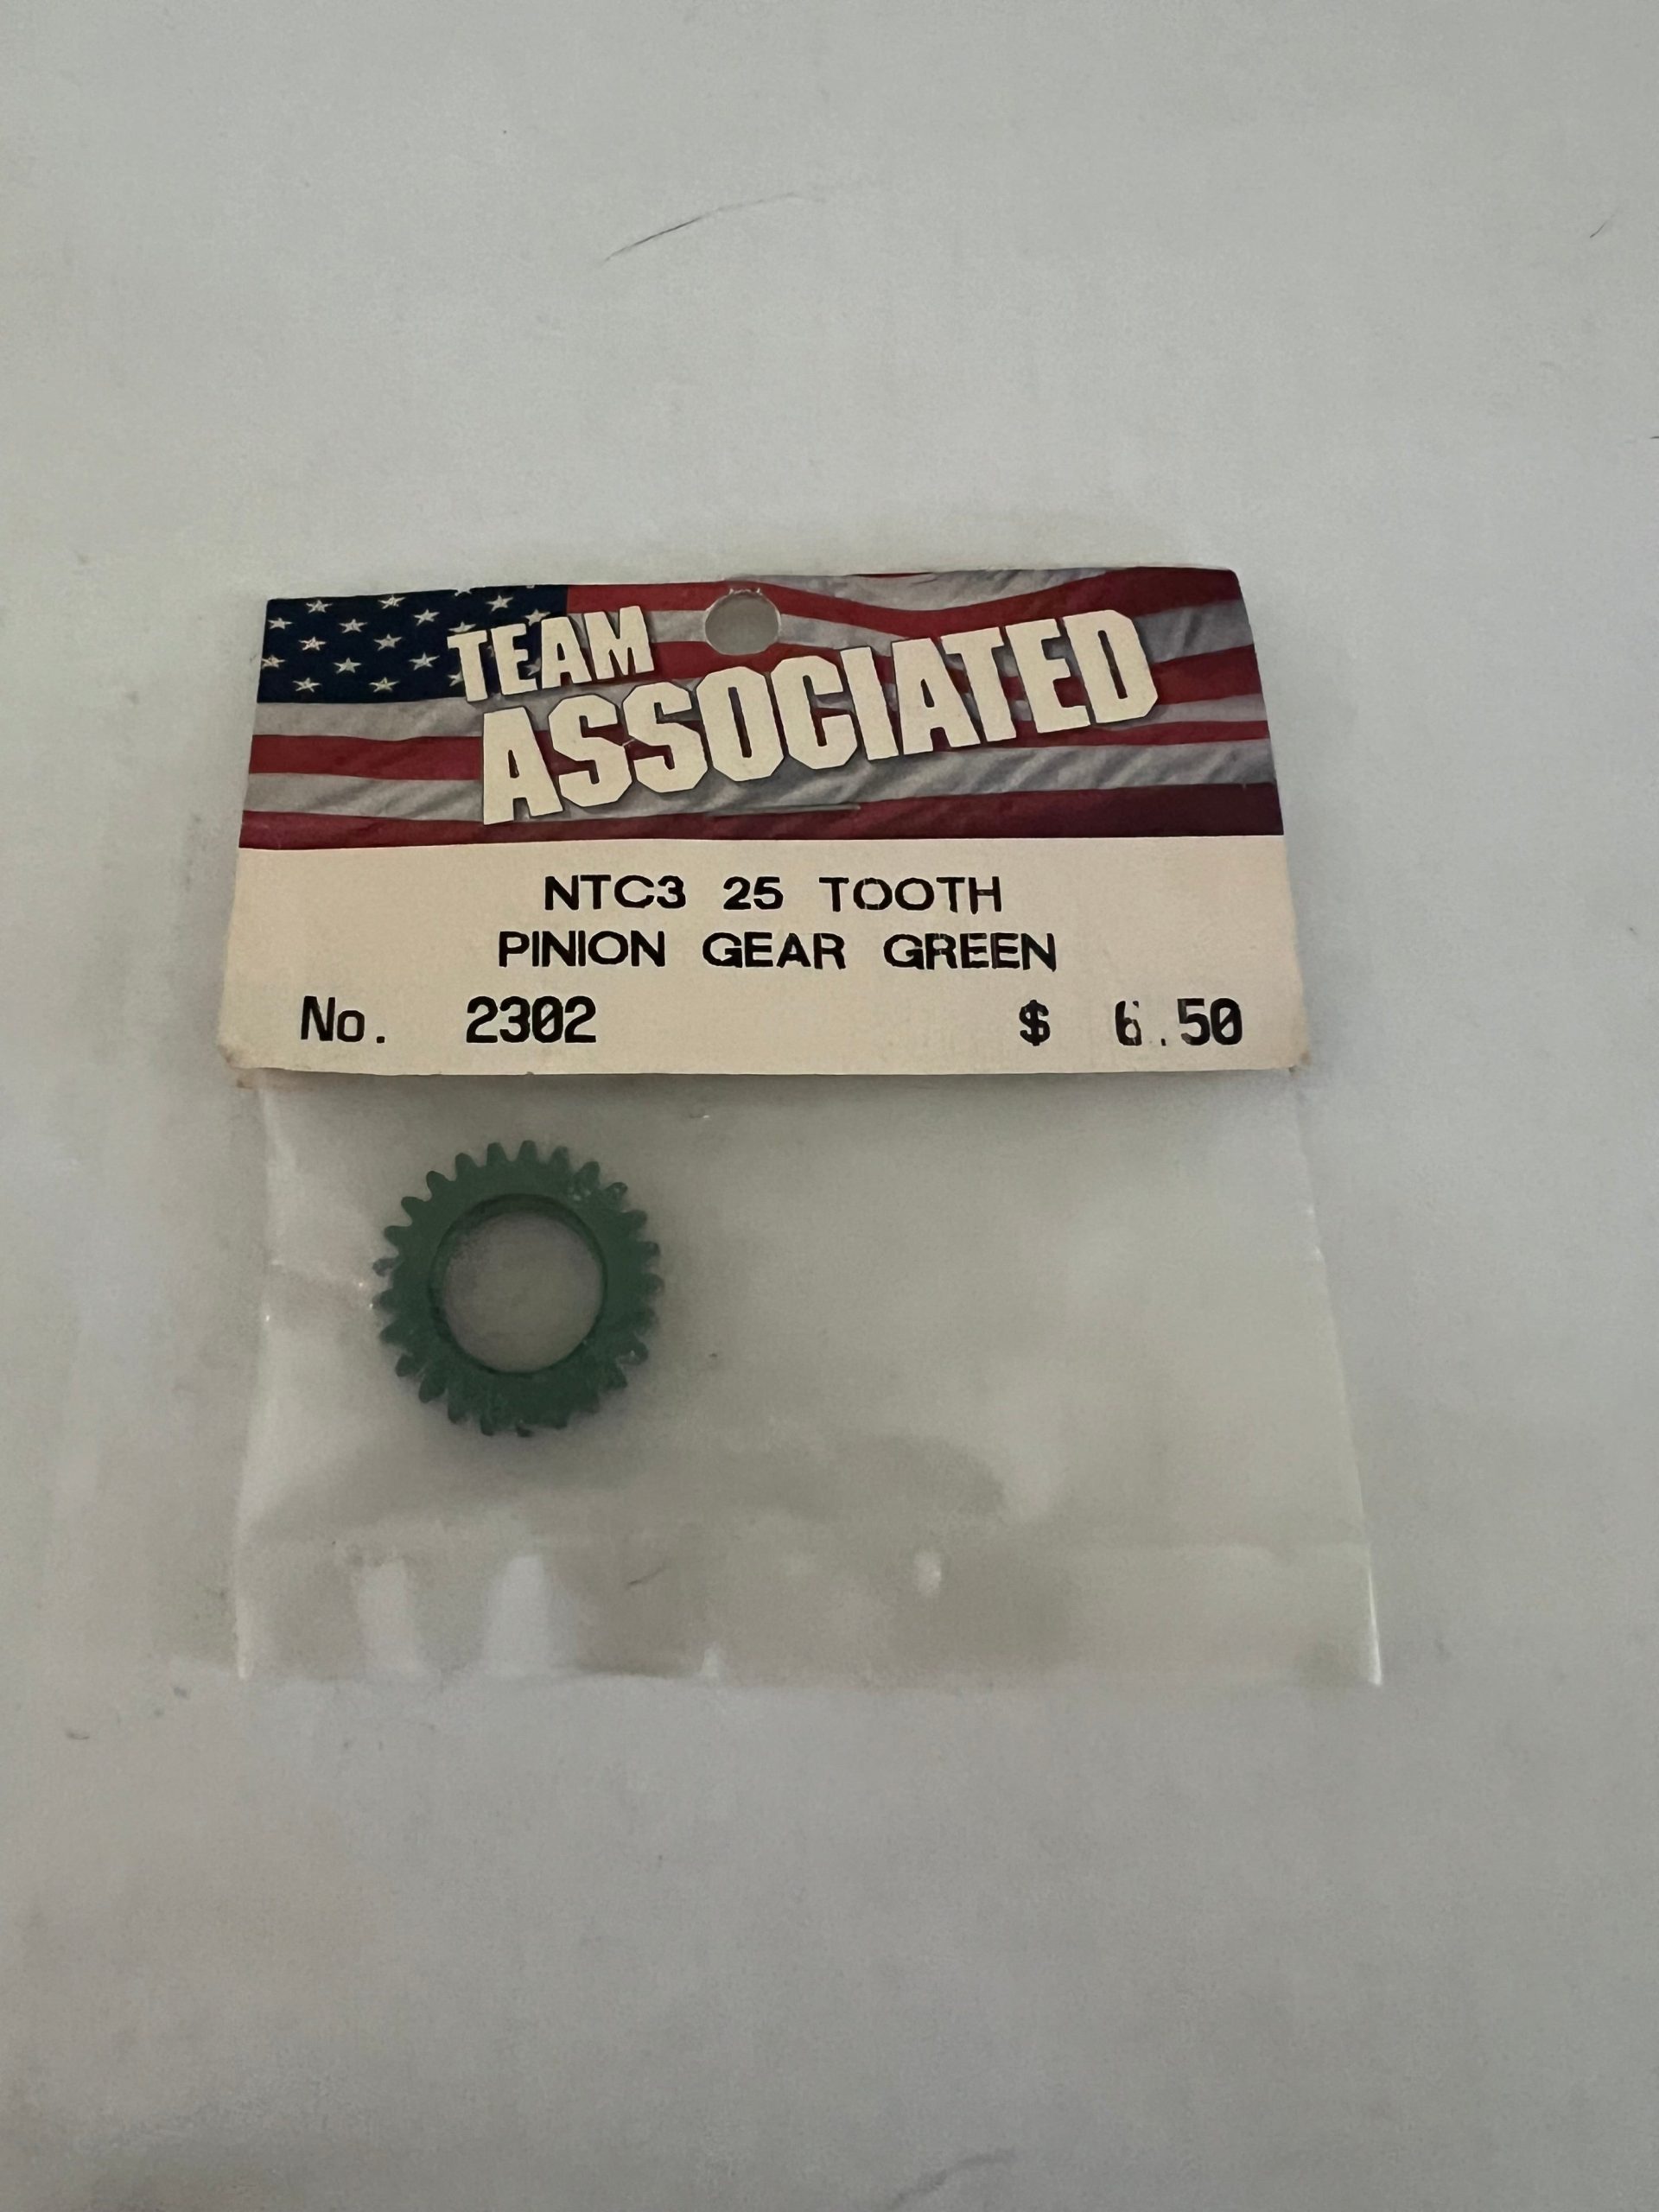 TEAM
ASSOCIATED
NTC3 25 TOOTH
PINION GEAR GREEN
No. 2302 $ 6.50